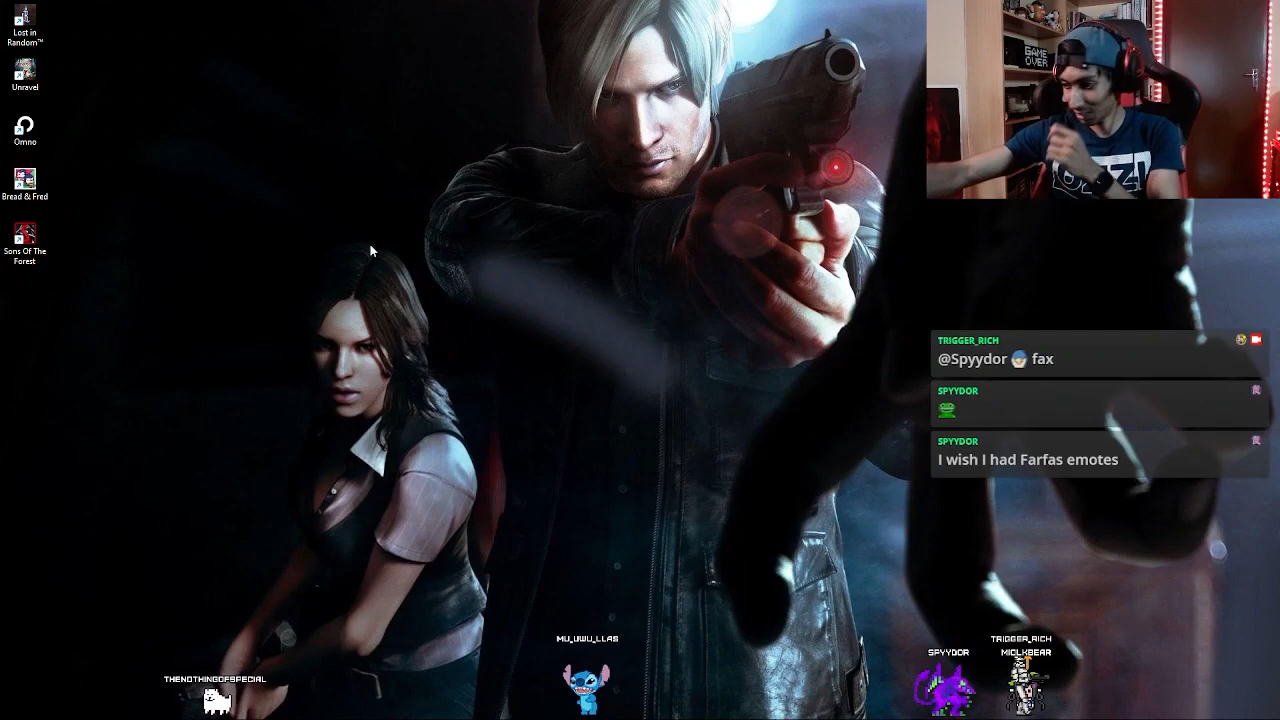 Lost in
Random™
Unravel
Omno
Bread & Fred
Sons Of The
Forest
GAME
OVER
TRIGGER_RICH
@Spyydor fax
SPYYDOR
SPYYDOR
I wish I had Farfas emotes
MU_UWU_LLAS
TRIGGER_RICH
SPYYDOR
MIOLKBEAR
THENOTHINGOFSPECIAL